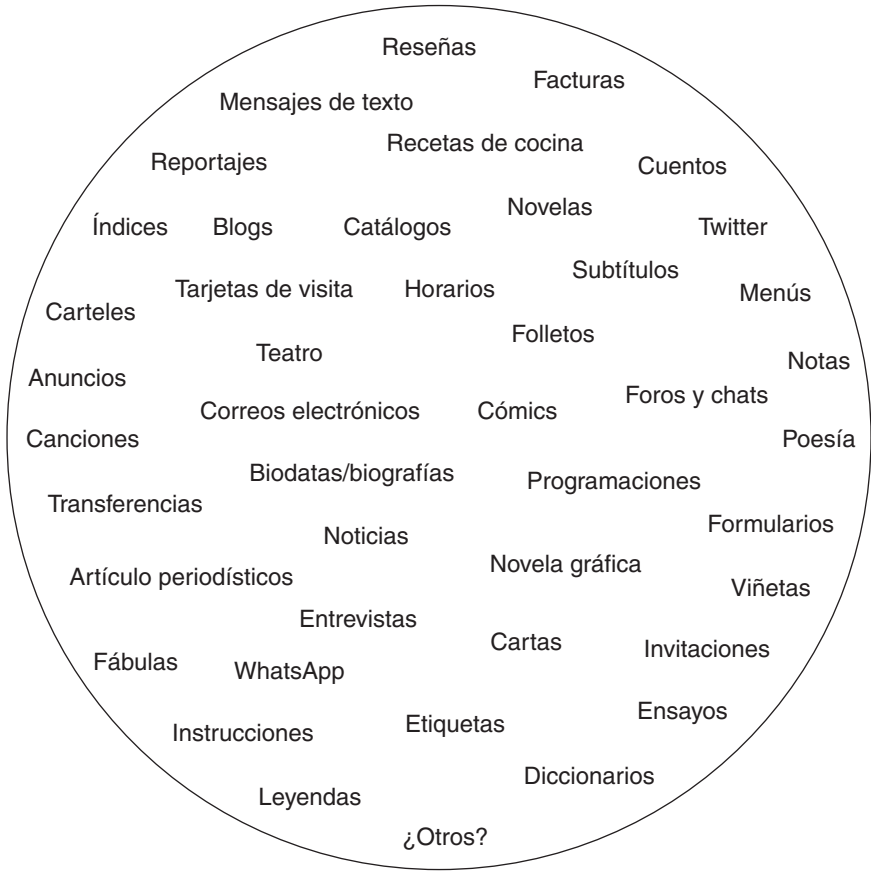 Reseñas
Facturas
Mensajes de texto
Recetas de cocina
Reportajes
Cuentos
Novelas
Índices
Blogs
Catálogos
Twitter
Subtítulos
Tarjetas de visita
Horarios
Menús
Carteles
Folletos
Teatro
Notas
Anuncios
Foros y chats
Correos electrónicos
Cómics
Canciones
Poesía
Biodatas/biografías
Programaciones
Transferencias
Formularios
Noticias
Novela gráfica
Artículo periodísticos
Viñetas
Entrevistas
Cartas
Invitaciones
Fábulas
WhatsApp
Ensayos
Etiquetas
Instrucciones
Diccionarios
Leyendas
¿Otros?